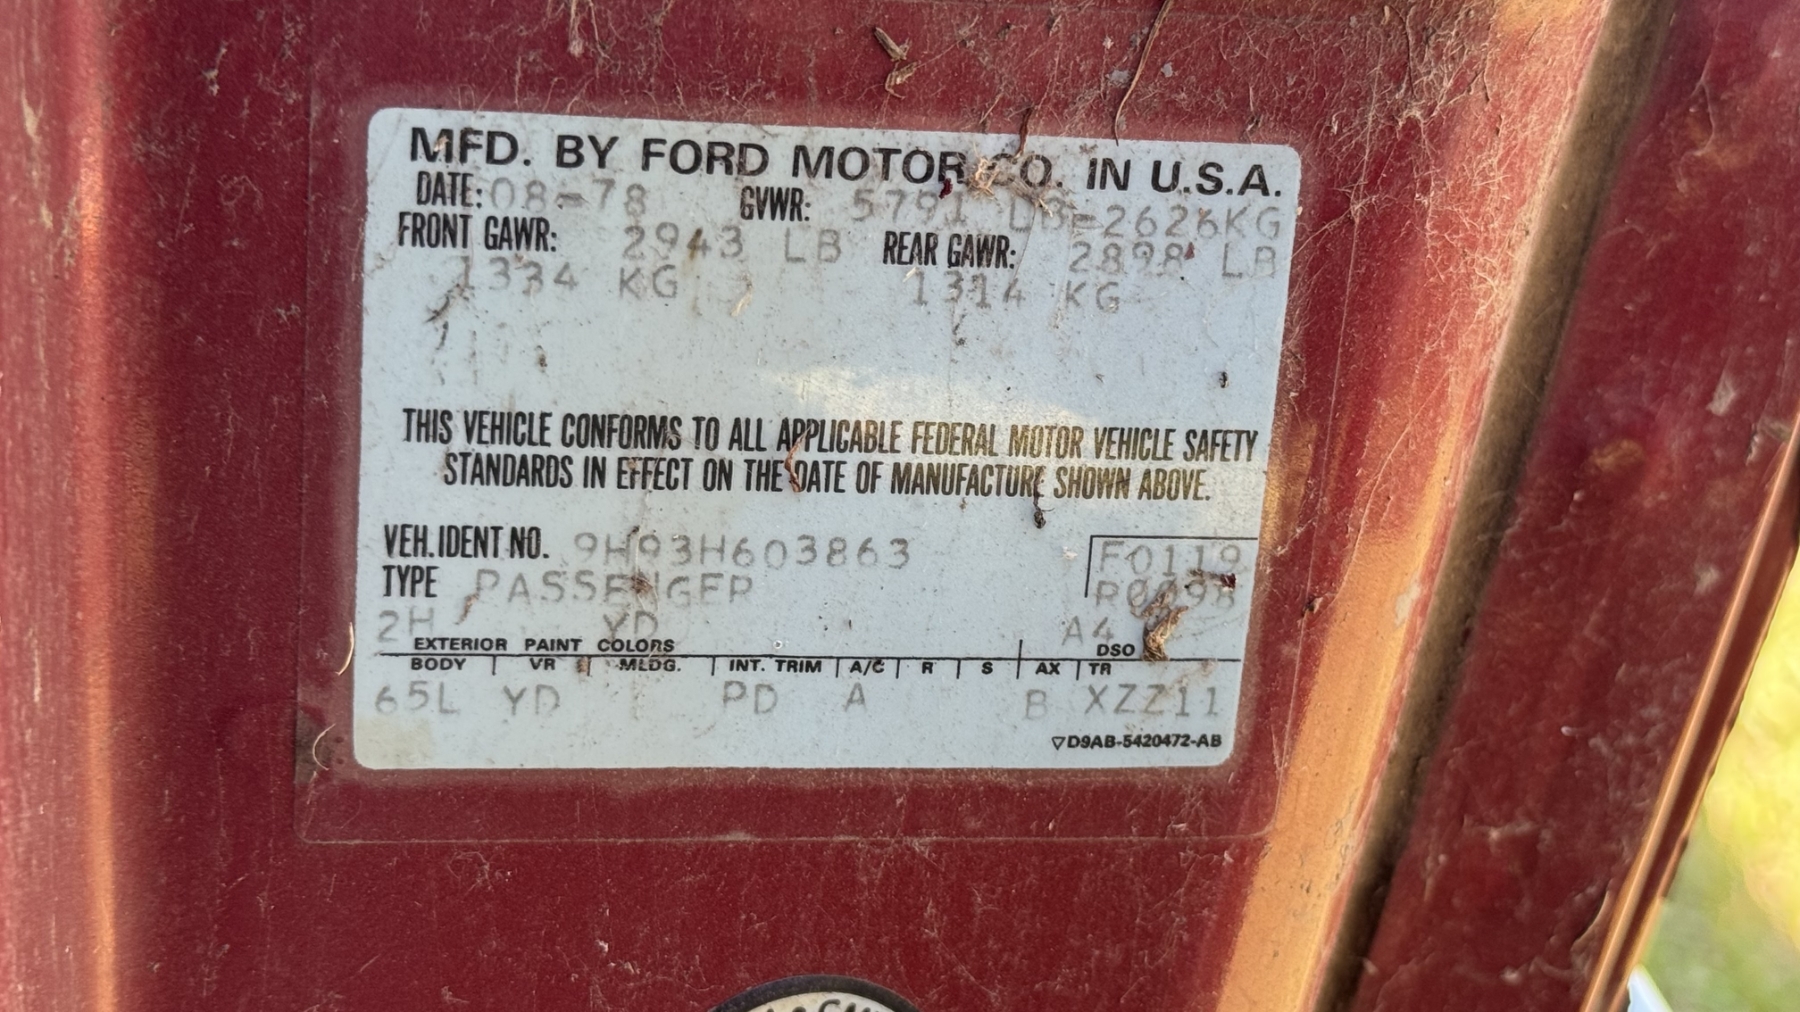 MFD. BY FORD MOTOR CO. IN U.S.A.
DATE: 08-78 GVWR: 5791 LB=2626KG
FRONT GAWR: 2943 LB REAR GAWR: 2898 LB
1334 KG 1314 KG
THIS VEHICLE CONFORMS TO ALL APPLICABLE FEDERAL MOTOR VEHICLE SAFETY
STANDARDS IN EFFECT ON THE DATE OF MANUFACTURE SHOWN ABOVE.
VEH. IDENT NO. 9H93H603863 F0119
TYPE PASSENGER R0098
2H YD A4
EXTERIOR PAINT COLORS DSO
BODY VR MLDG. INT. TRIM A/C R S AX TR
65L YD PD A B XZZ11
▽D9AB-5420472-AB